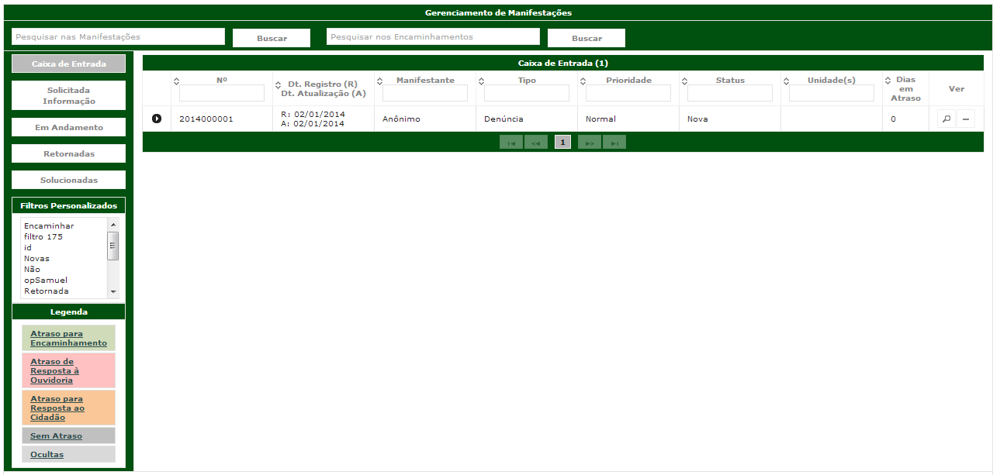 Gerenciamento de Manifestações
Pesquisar nas Manifestações
Buscar
Pesquisar nos Encaminhamentos
Buscar
Caixa de Entrada
Solicitada
Informação
Em Andamento
Retornadas
Solucionadas
Filtros Personalizados
Encaminhar
filtro 175
id
Novas
Não
opSamuel
Retornada
Legenda
Atraso para
Encaminhamento
Atraso de
Resposta à
Ouvidoria
Atraso para
Resposta ao
Cidadão
Sem Atraso
Ocultas
Caixa de Entrada (1)
Nº
Dt. Registro (R)
Dt. Atualização (A)
Manifestante
Tipo
Prioridade
Status
Unidade(s)
Dias
em
Atraso
Ver
2014000001
R: 02/01/2014
A: 02/01/2014
Anônimo
Denúncia
Normal
Nova
0
1